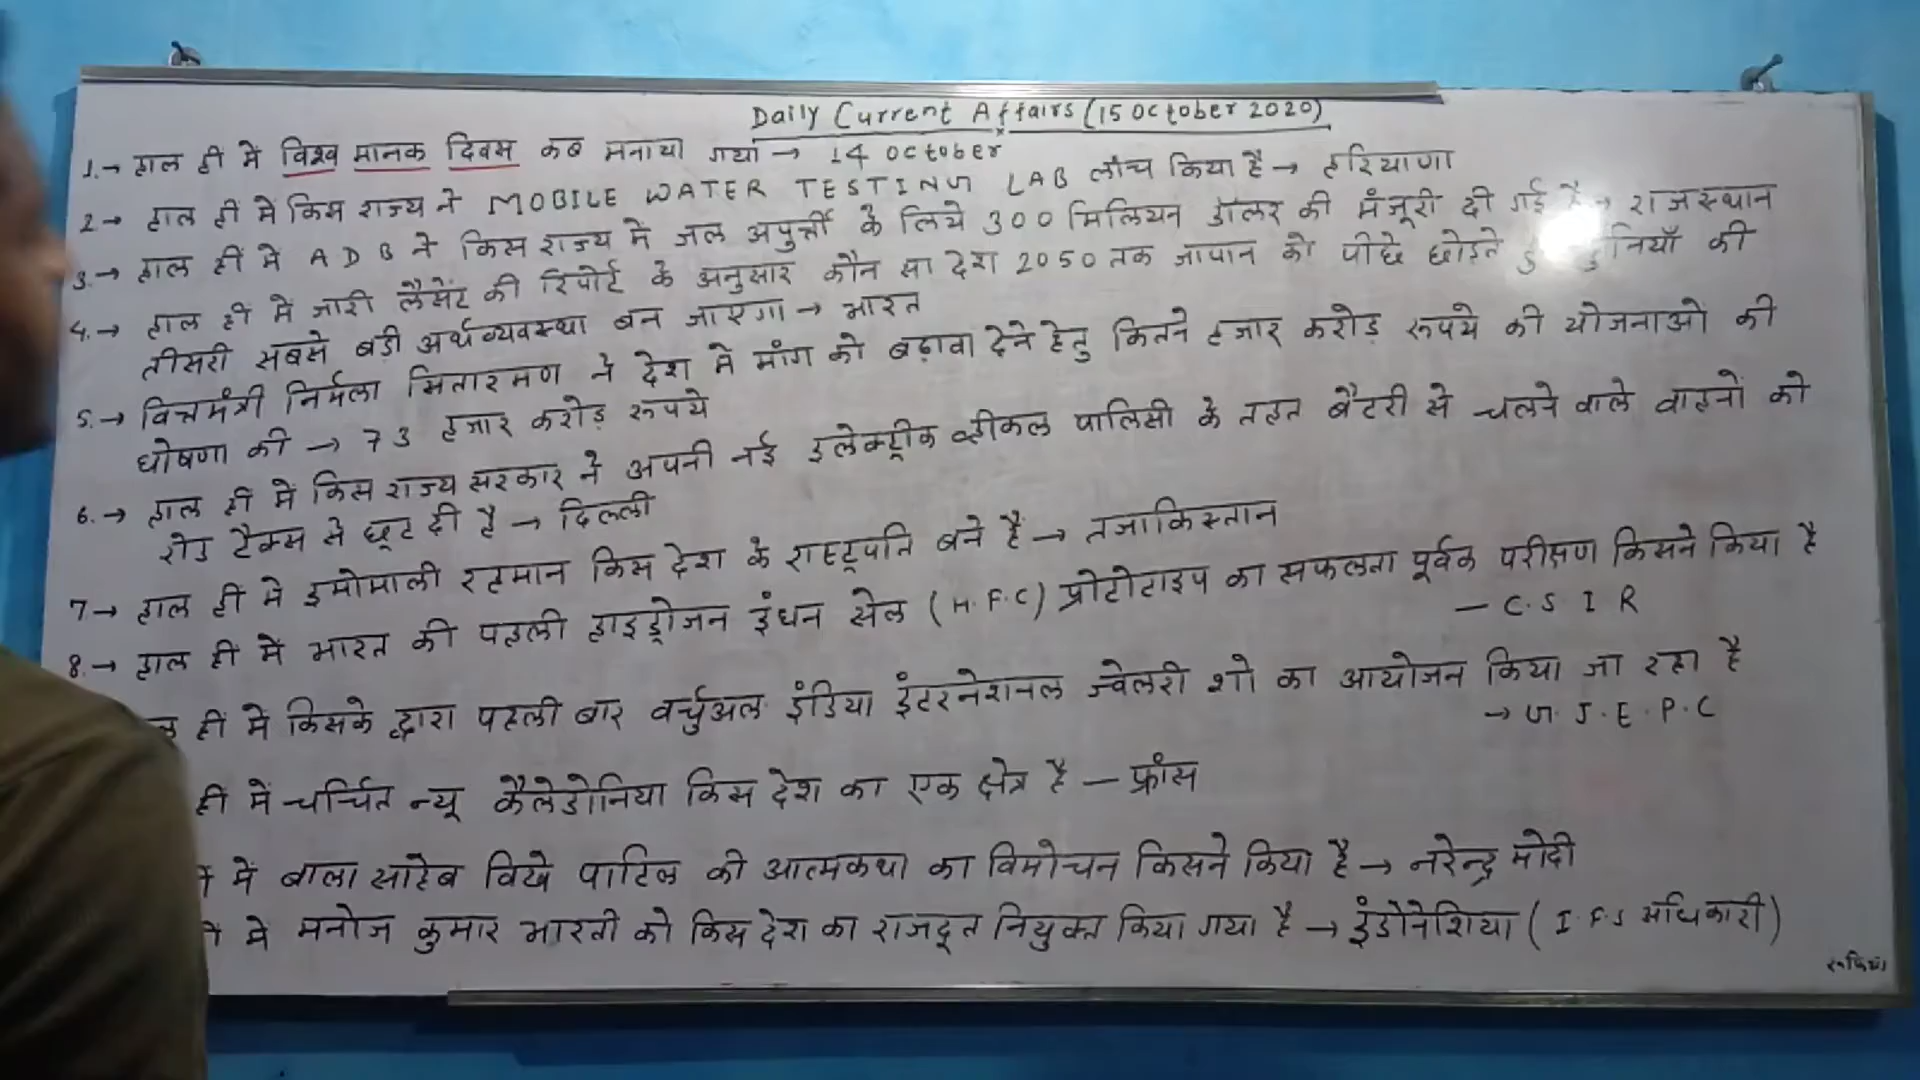 Daily Current Affairs (15 October 2020)
1.→ हाल ही में विश्व मानक दिवस कब मनाया गया → 14 october
2→ हाल ही में किस राज्य ने MOBILE WATER TESTING LAB लौंच किया है → हरियाणा
3.→ हाल ही में ADB ने किस राज्य में जल अपुर्त्ती के लिये 300 मिलियन डॉलर की मंजूरी दी गई है → राजस्थान
4.→ हाल ही में जारी लैसेंट की रिपोर्ट के अनुसार कौन सा देश 2050 तक जापान को पीछे छोड़ते दुनियाँ की
तीसरी सबसे बड़ी अर्थव्यवस्था बन जाएगा → भारत
5.→ वित्तमंत्री निर्मला सितारमण ने देश में मांग को बढ़ावा देने हेतु कितने हजार करोड़ रूपये की योजनाओं की
घोषणा की → 73 हजार करोड़ रूपये
6.→ हाल ही में किस राज्य सरकार ने अपनी नई इलेक्ट्रीक व्हीकल पालिसी के तहत बैटरी से चलने वाले वाहनों को
रोड टैक्स से छूट दी है → दिल्ली
7→ हाल ही में इमोमाली रहमान किस देश के राष्ट्रपति बने है → तजाकिस्तान
8.→ हाल ही में भारत की पहली हाइड्रोजन इंधन सेल (H.F.C) प्रोटोटाइप का सफलता पूर्वक परीक्षण किसने किया है
— C.S.I.R
ही में किसके द्वारा पहली बार वर्चुअल इंडिया इंटरनेशनल ज्वेलरी शो का आयोजन किया जा रहा है
→ G.J.E.P.C
ही में चर्चित न्यू कैलेडोनिया किस देश का एक क्षेत्र है — फ्रांस
में बाला साहेब विखे पाटिल की आत्मकथा का विमोचन किसने किया है → नरेन्द्र मोदी
में मनोज कुमार भारती को किस देश का राजदूत नियुक्त किया गया है → इंडोनेशिया (I.F.S अधिकारी)